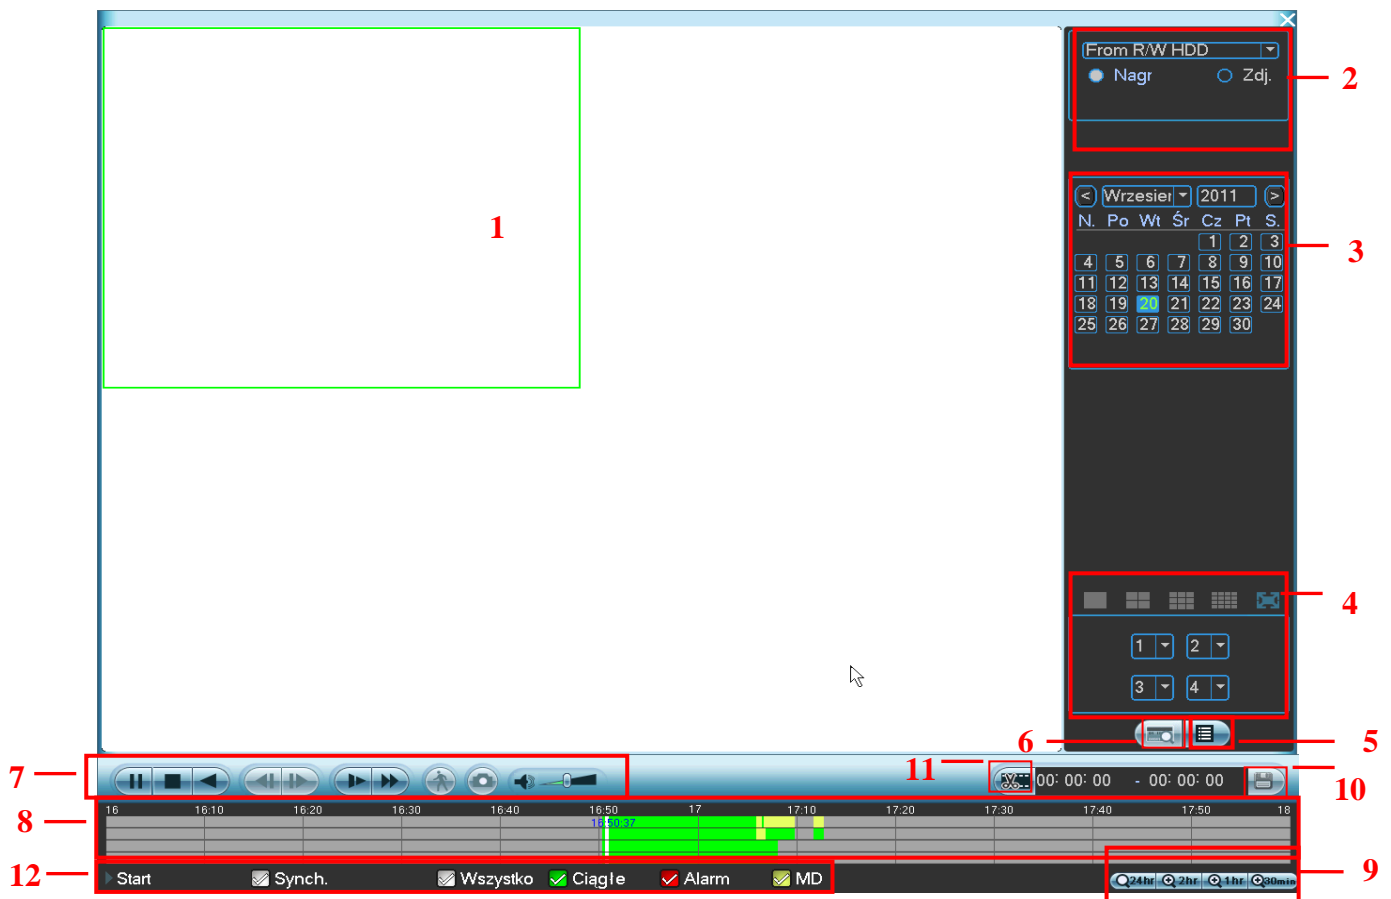 From R/W HDD
Nagr Zdj.
2
1
< Wrzesier 2011 >
N. Po Wt Śr Cz Pt S.
1 2 3
3
4 5 6 7 8 9 10
11 12 13 14 15 16 17
18 19 20 21 22 23 24
25 26 27 28 29 30
4
1 2
3 4
6
5
7
11
00: 00: 00 - 00: 00: 00
10
16 16:10 16:20 16:30 16:40 16:50 17 17:10 17:20 17:30 17:40 17:50 18
8
16:50:37
12
Start Synch. Wszystko Ciągłe Alarm MD
24hr 2hr 1hr 30min
9